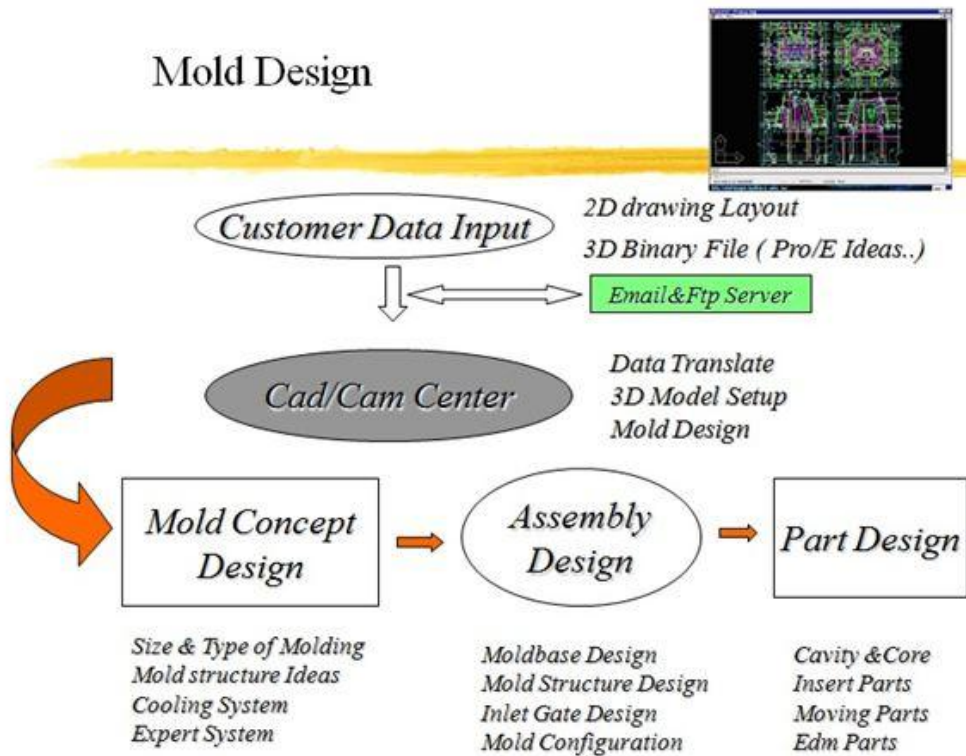 Mold Design
Customer Data Input
2D drawing Layout
3D Binary File ( Pro/E Ideas..)
Email&Ftp Server
Cad/Cam Center
Data Translate
3D Model Setup
Mold Design
Mold Concept
Design
Assembly
Design
Part Design
Size & Type of Molding
Mold structure Ideas
Cooling System
Expert System
Moldbase Design
Mold Structure Design
Inlet Gate Design
Mold Configuration
Cavity &Core
Insert Parts
Moving Parts
Edm Parts